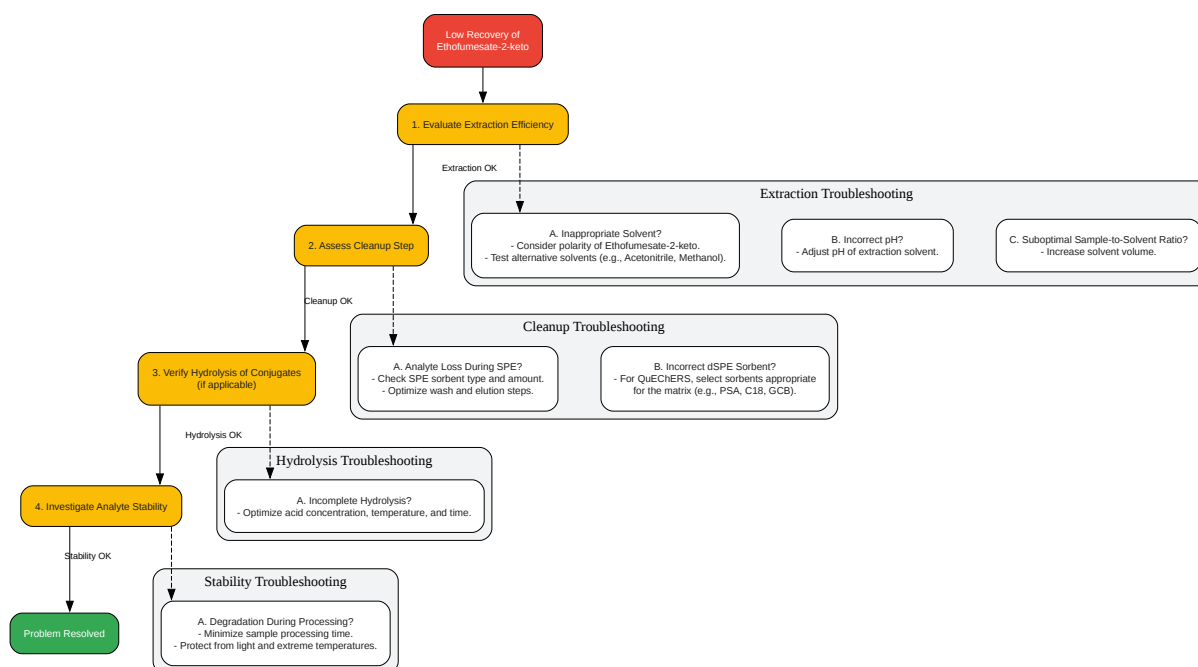 Low Recovery of
Ethofumesate-2-keto
1. Evaluate Extraction Efficiency
Extraction OK
Extraction Troubleshooting
A. Inappropriate Solvent?
- Consider polarity of Ethofumesate-2-keto.
- Test alternative solvents (e.g., Acetonitrile, Methanol).
B. Incorrect pH?
- Adjust pH of extraction solvent.
C. Suboptimal Sample-to-Solvent Ratio?
- Increase solvent volume.
2. Assess Cleanup Step
Cleanup OK
Cleanup Troubleshooting
A. Analyte Loss During SPE?
- Check SPE sorbent type and amount.
- Optimize wash and elution steps.
B. Incorrect dSPE Sorbent?
- For QuEChERS, select sorbents appropriate
for the matrix (e.g., PSA, C18, GCB).
3. Verify Hydrolysis of Conjugates
(if applicable)
Hydrolysis OK
Hydrolysis Troubleshooting
A. Incomplete Hydrolysis?
- Optimize acid concentration, temperature, and time.
4. Investigate Analyte Stability
Stability OK
Stability Troubleshooting
A. Degradation During Processing?
- Minimize sample processing time.
- Protect from light and extreme temperatures.
Problem Resolved